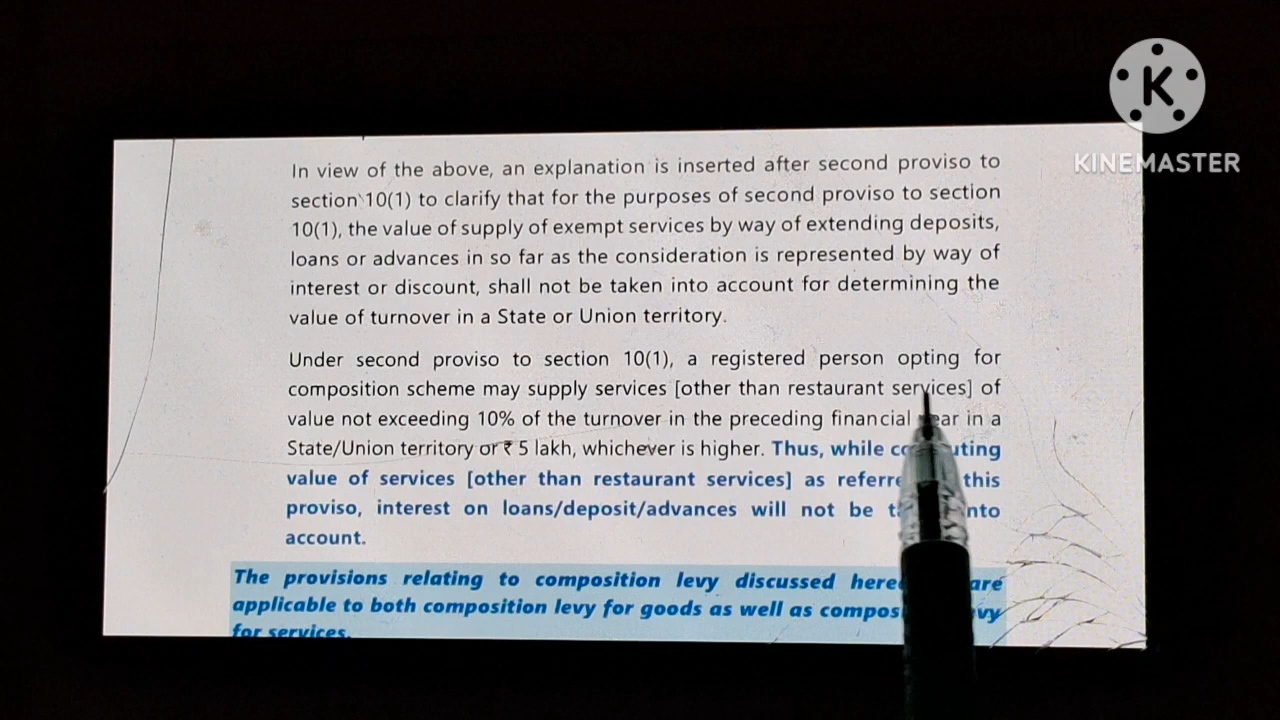 K
KINEMASTER
In view of the above, an explanation is inserted after second proviso to
section 10(1) to clarify that for the purposes of second proviso to section
10(1), the value of supply of exempt services by way of extending deposits,
loans or advances in so far as the consideration is represented by way of
interest or discount, shall not be taken into account for determining the
value of turnover in a State or Union territory.
Under second proviso to section 10(1), a registered person opting for
composition scheme may supply services [other than restaurant services] of
value not exceeding 10% of the turnover in the preceding financial year in a
State/Union territory or ₹ 5 lakh, whichever is higher. Thus, while computing
value of services [other than restaurant services] as this
proviso, interest on loans/deposit/advances will not be
account.
The provisions relating to composition levy discussed are
applicable to both composition levy for goods as well as
for services.